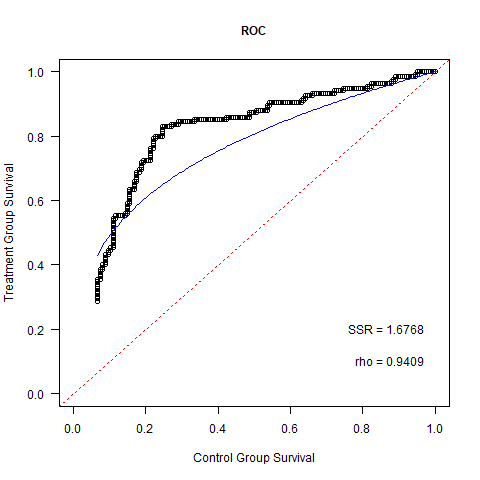 ROC
Treatment Group Survival
1.0
0.8
0.6
0.4
0.2
0.0
SSR = 1.6768
rho = 0.9409
0.0 0.2 0.4 0.6 0.8 1.0
Control Group Survival